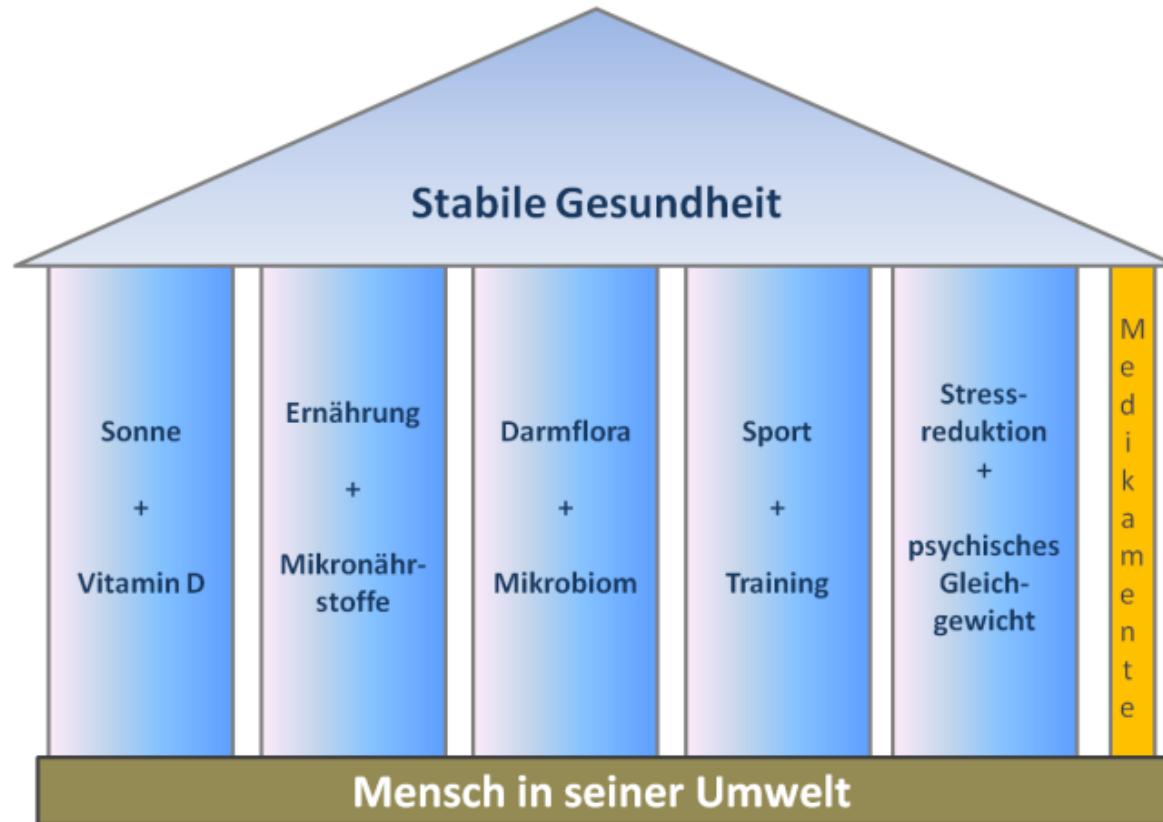 Stabile Gesundheit
Sonne
+
Vitamin D
Ernährung
+
Mikronähr-
stoffe
Darmflora
+
Mikrobiom
Sport
+
Training
Stress-
reduktion
+
psychisches
Gleich-
gewicht
Medikamente
Mensch in seiner Umwelt